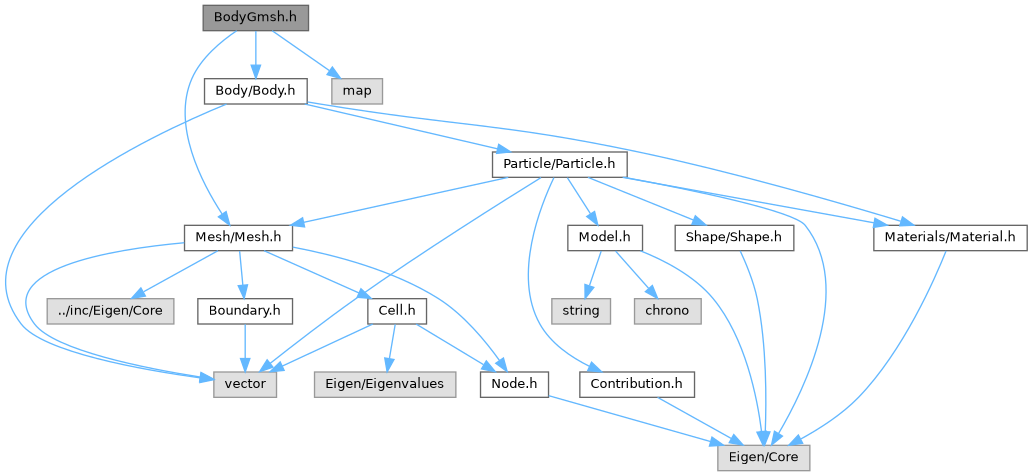 BodyGmsh.h
Body/Body.h
map
Particle/Particle.h
Mesh/Mesh.h
Model.h
Shape/Shape.h
Materials/Material.h
../inc/Eigen/Core
Boundary.h
Cell.h
string
chrono
vector
Eigen/Eigenvalues
Node.h
Contribution.h
Eigen/Core